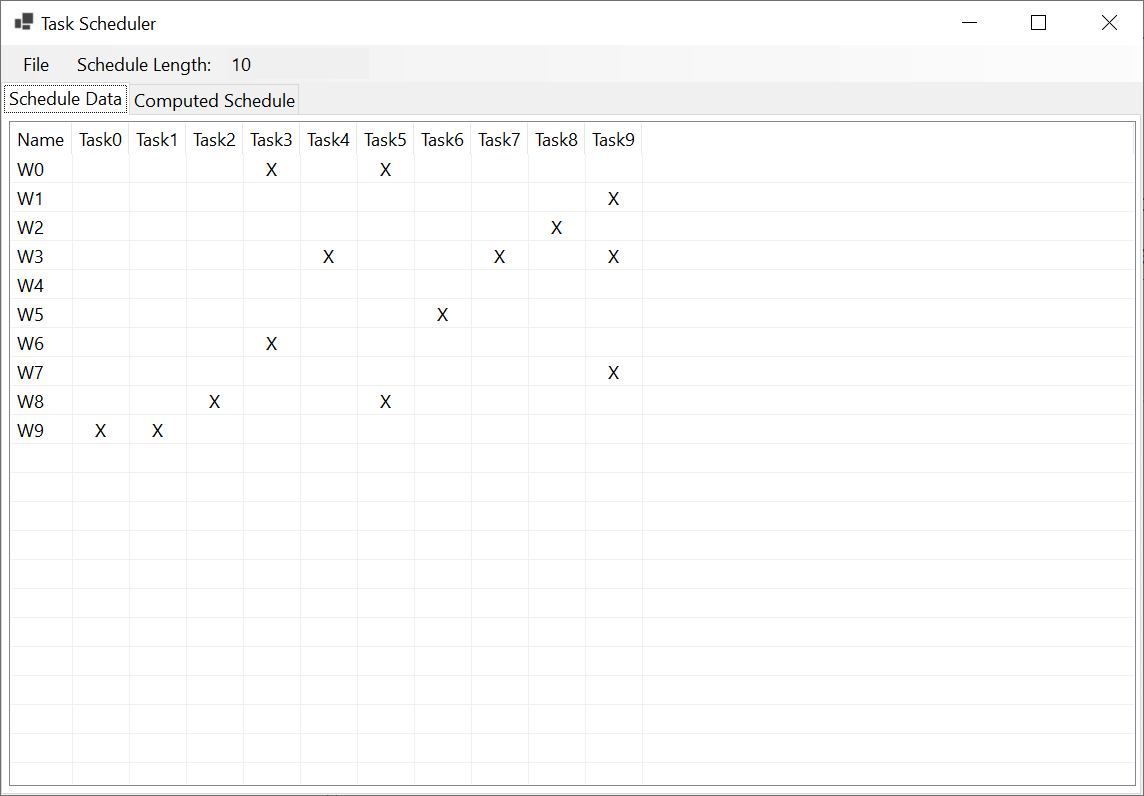 Task Scheduler
File Schedule Length: 10
Schedule Data Computed Schedule
Name Task0 Task1 Task2 Task3 Task4 Task5 Task6 Task7 Task8 Task9
W0 X X
W1 X
W2 X
W3 X X X
W4
W5 X
W6 X
W7 X
W8 X X
W9 X X